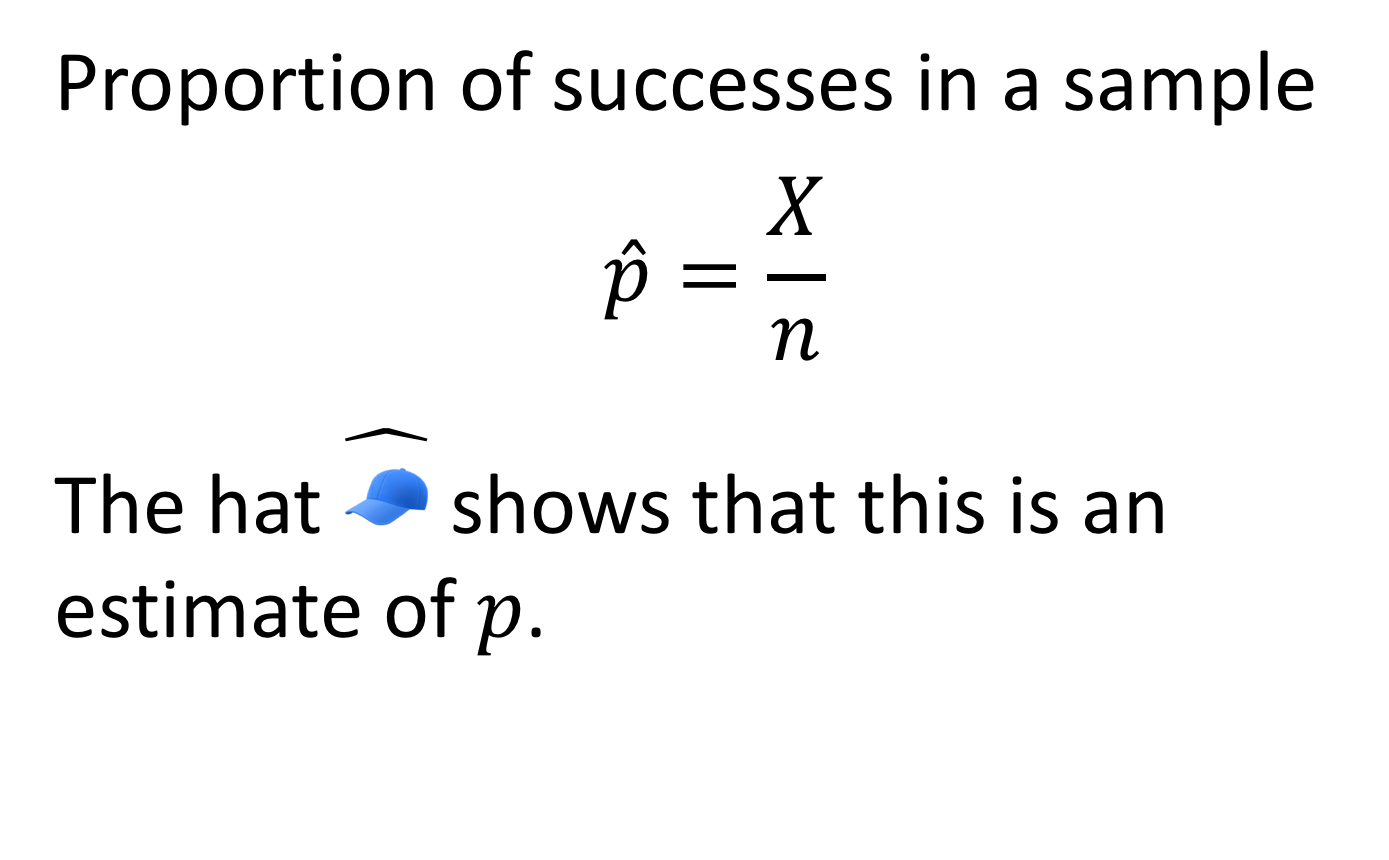 Proportion of successes in a sample
p̂ = X/n
The hat 🧢 shows that this is an
estimate of p.